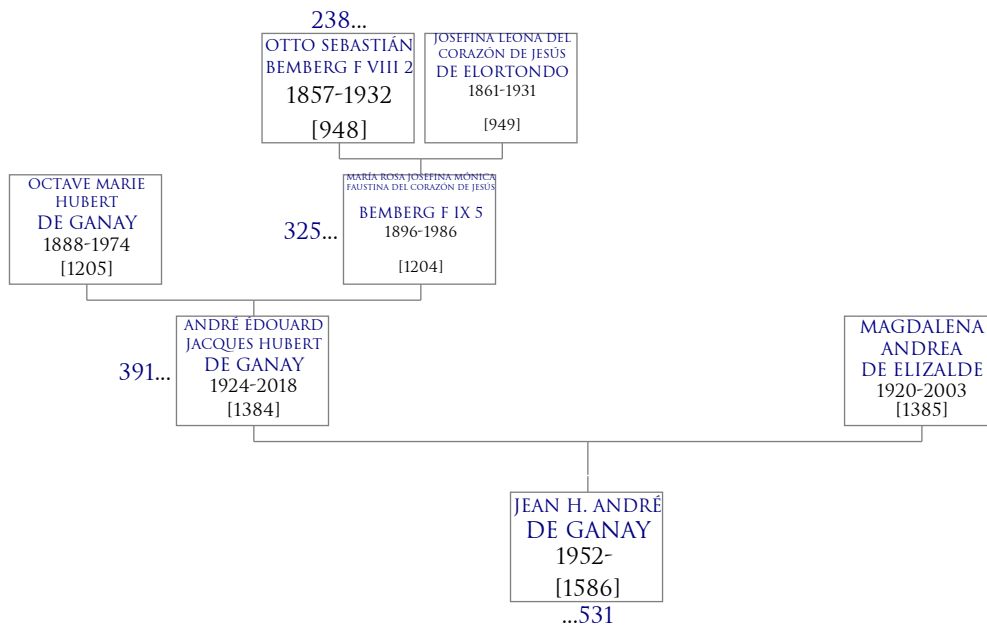 238...
OTTO SEBASTIÁN
BEMBERG F VIII 2
1857-1932
[948]
JOSEFINA LEONA DEL
CORAZÓN DE JESÚS
DE ELORTONDO
1861-1931
[949]
OCTAVE MARIE
HUBERT
DE GANAY
1888-1974
[1205]
325...
MARÍA ROSA JOSEFINA MÓNICA
FAUSTINA DEL CORAZÓN DE JESÚS
BEMBERG F IX 5
1896-1986
[1204]
391...
ANDRÉ ÉDOUARD
JACQUES HUBERT
DE GANAY
1924-2018
[1384]
MAGDALENA
ANDREA
DE ELIZALDE
1920-2003
[1385]
JEAN H. ANDRÉ
DE GANAY
1952-
[1586]
...531